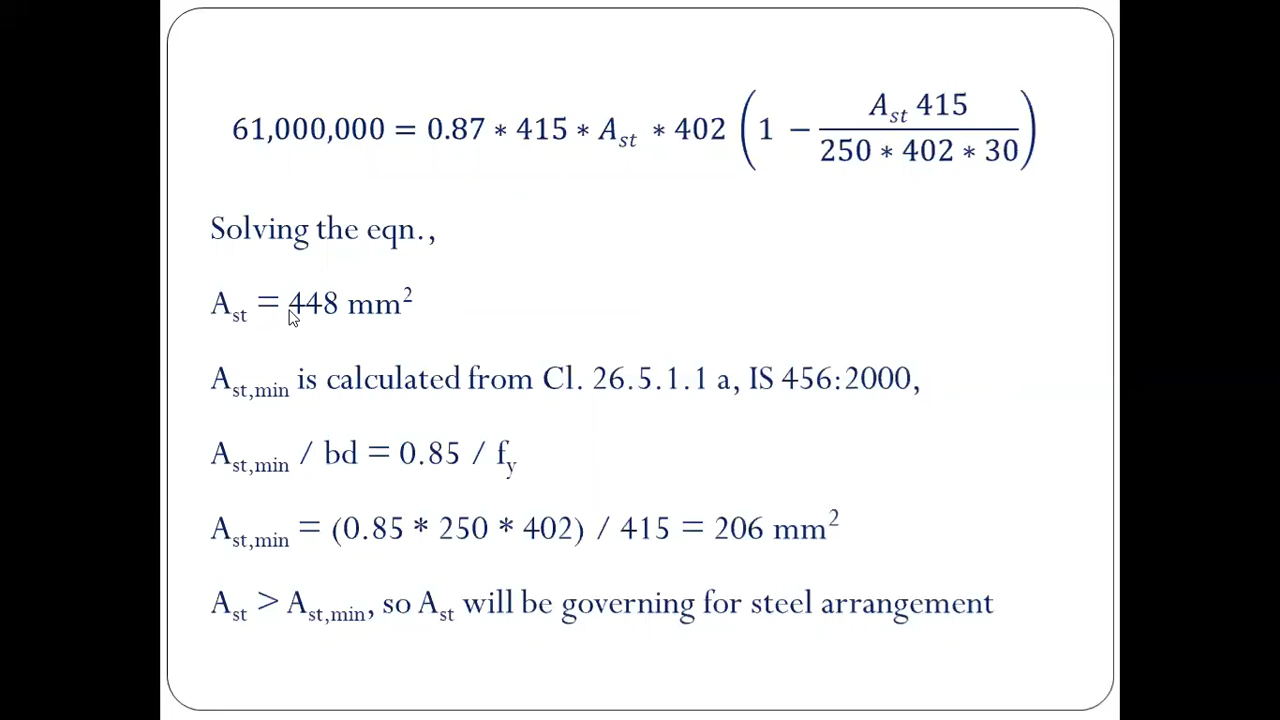 61,000,000 = 0.87 * 415 * A_st * 402 (1 − (A_st 415)/(250 * 402 * 30))
Solving the eqn.,
A_st = 448 mm²
A_st,min is calculated from Cl. 26.5.1.1 a, IS 456:2000,
A_st,min / bd = 0.85 / f_y
A_st,min = (0.85 * 250 * 402) / 415 = 206 mm²
A_st > A_st,min, so A_st will be governing for steel arrangement